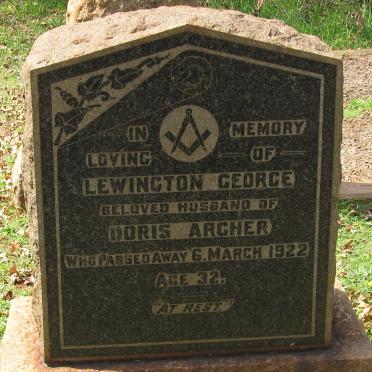 IN MEMORY
LOVING OF
LEWINGTON GEORGE
BELOVED HUSBAND OF
DORIS ARCHER
WHO PASSED AWAY 6. MARCH 1922
AGE 32.
"AT REST."